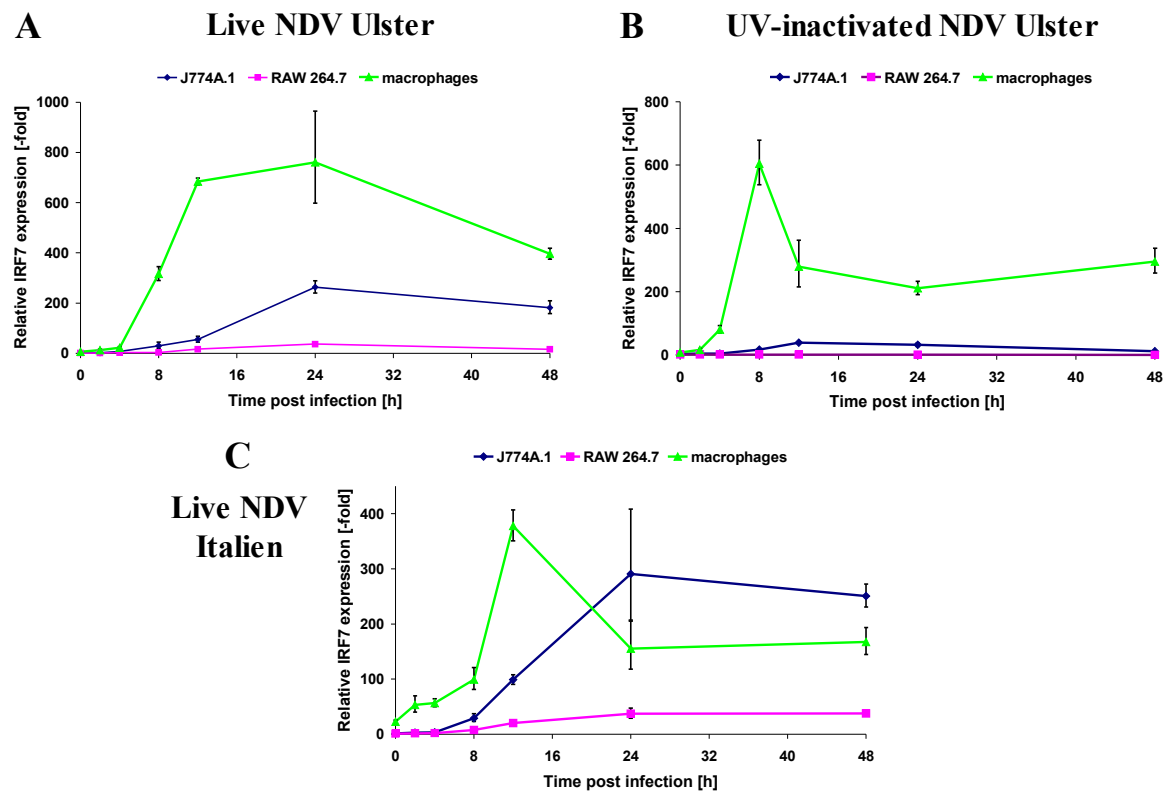 A
Live NDV Ulster
J774A.1 RAW 264.7 macrophages
Relative IRF7 expression [-fold]
1000
800
600
400
200
0
0 8 16 24 32 40 48
Time post infection [h]
B
UV-inactivated NDV Ulster
J774A.1 RAW 264.7 macrophages
Relative IRF7 expression [-fold]
800
600
400
200
0
0 8 16 24 32 40 48
Time post infection [h]
C
Live NDV
Italien
J774A.1 RAW 264.7 macrophages
Relative IRF7 expression [-fold]
400
300
200
100
0
0 8 16 24 32 40 48
Time post infection [h]